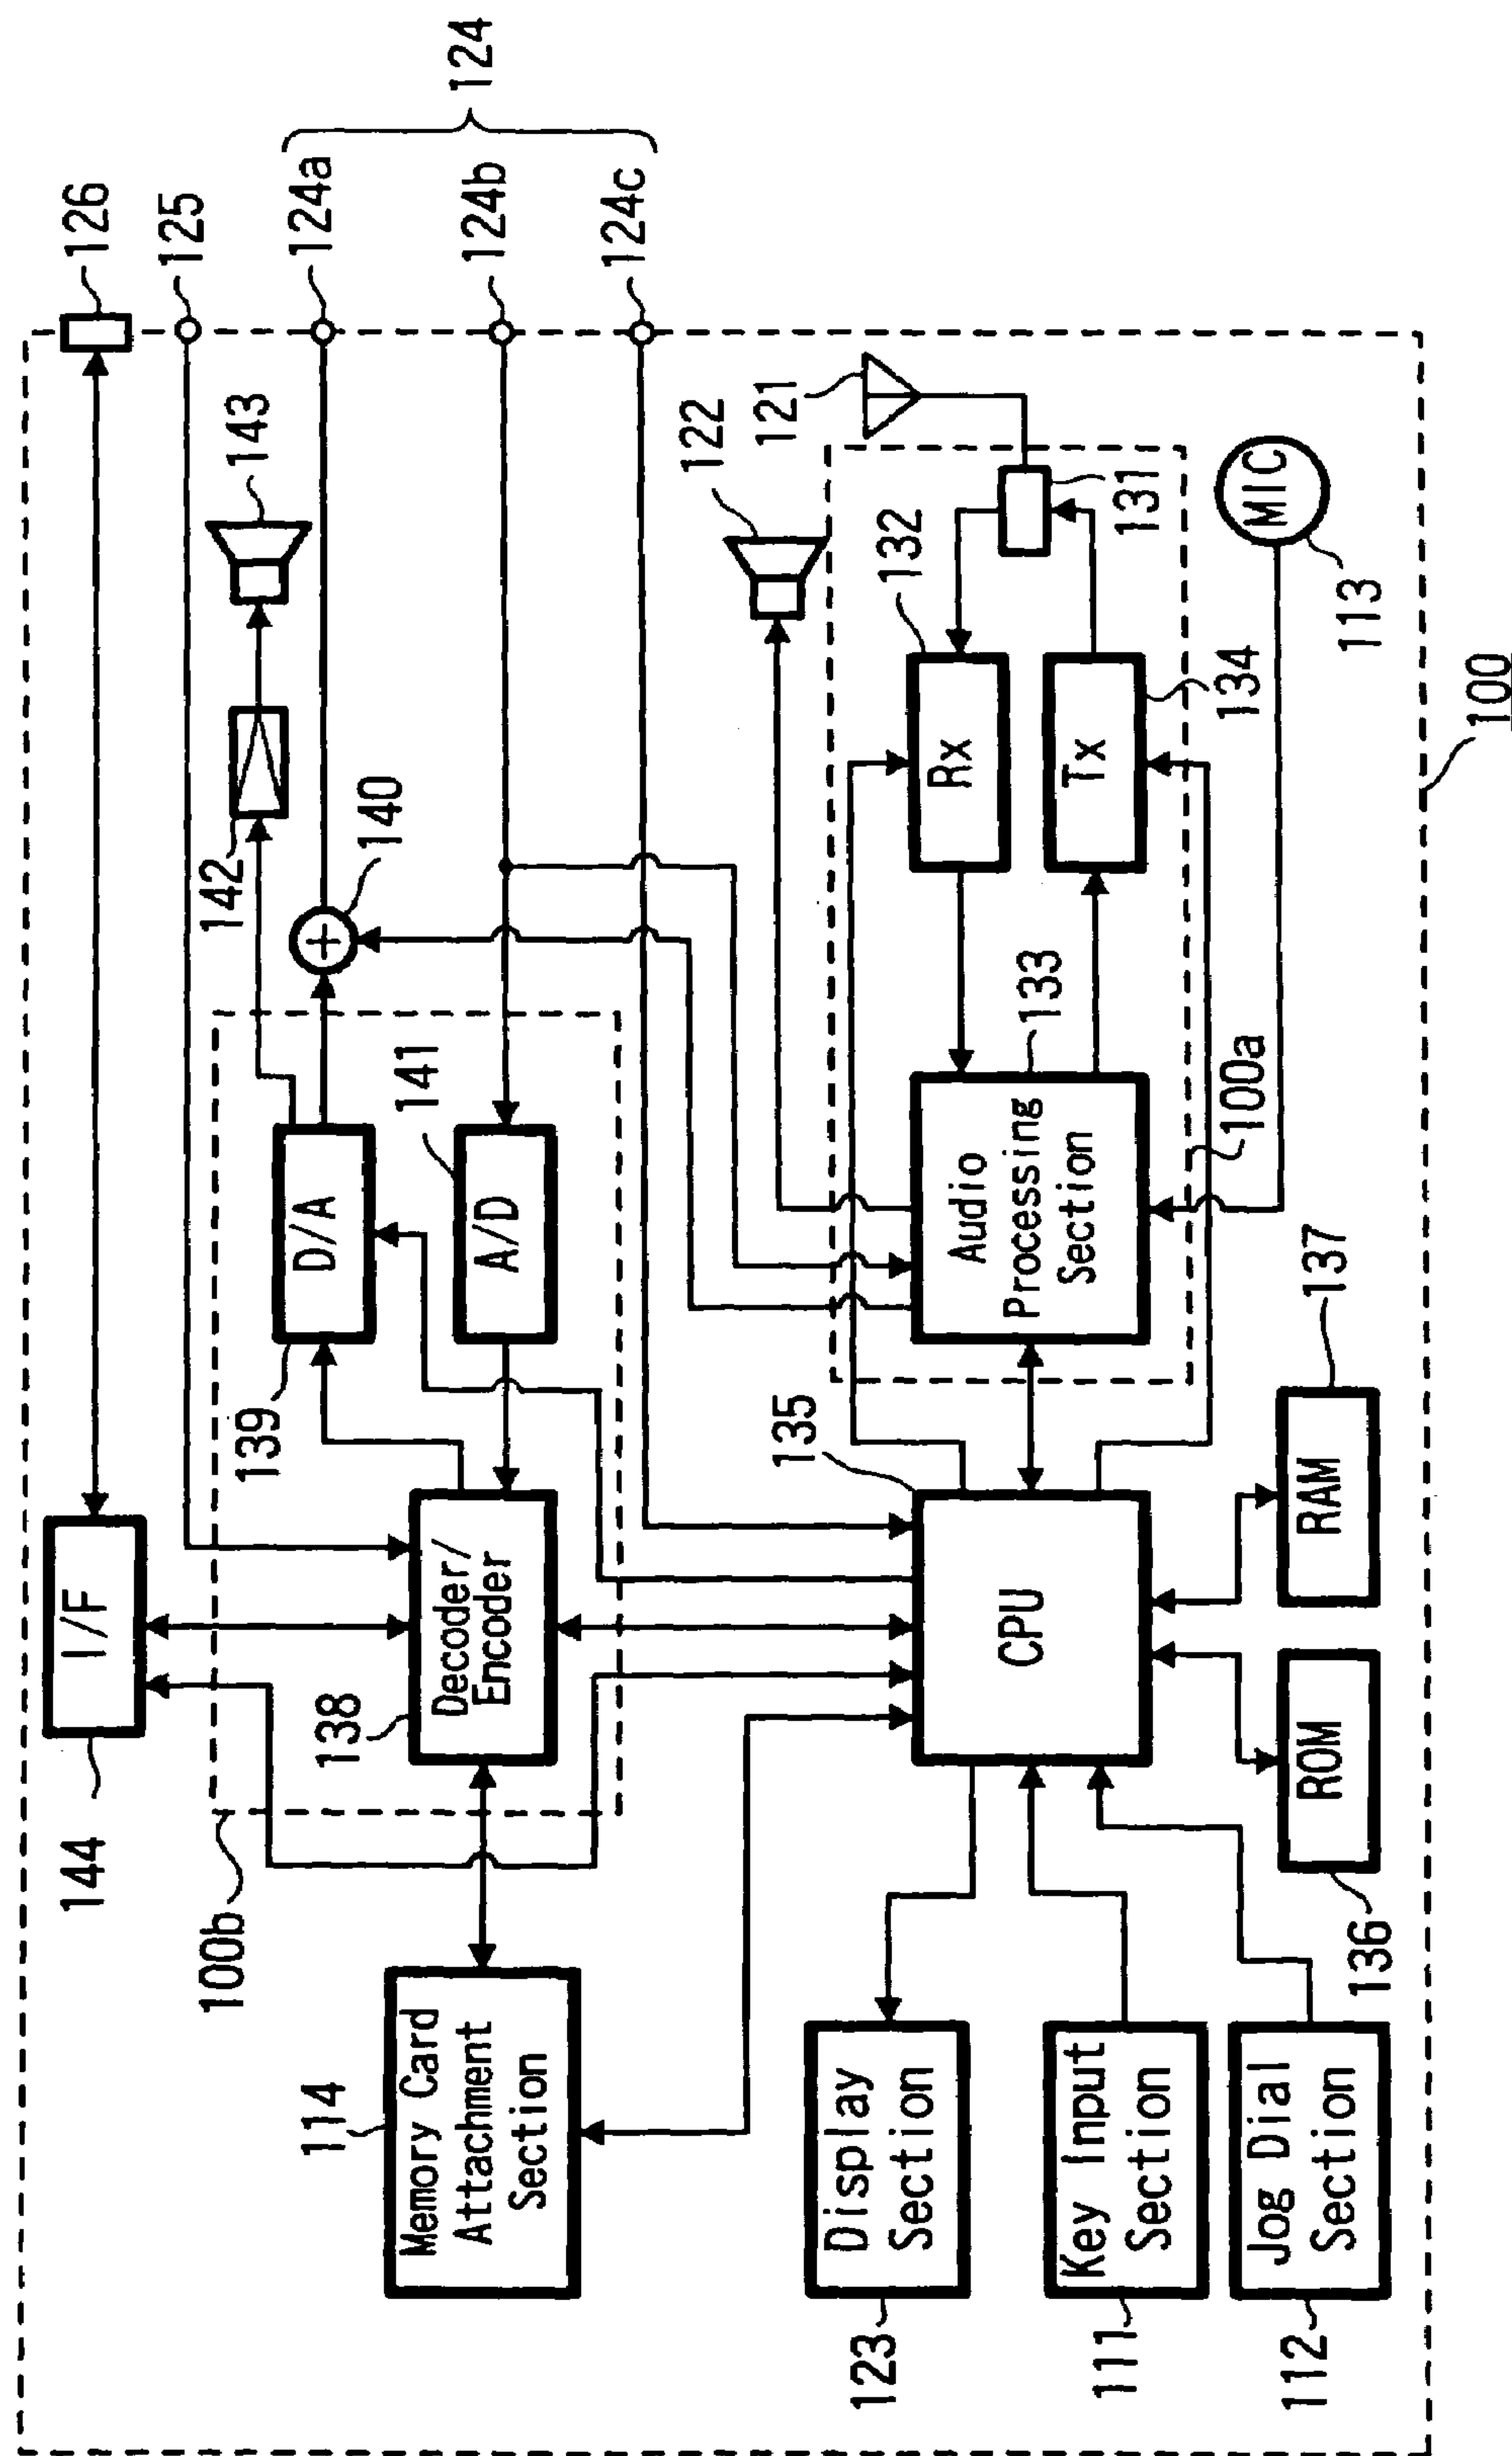 126
125
124a
124b
124c
124
143
142
140
122
121
I/F
144
D/A
139
A/D
141
Decoder/
Encoder
138
100b
Memory Card
Attachment
Section
114
132
Rx
131
Tx
134
Audio
Processing
Section
133
100a
MIC
113
CPU
135
RAM
137
ROM
136
Display
Section
123
Key Input
Section
111
Jog Dial
Section
112
100